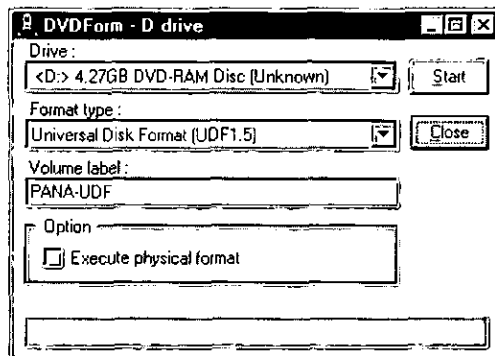 DVDForm - D drive
Drive :
<D:> 4.27GB DVD-RAM Disc (Unknown)
Start
Format type :
Universal Disk Format (UDF1.5)
Close
Volume label :
PANA-UDF
Option
Execute physical format